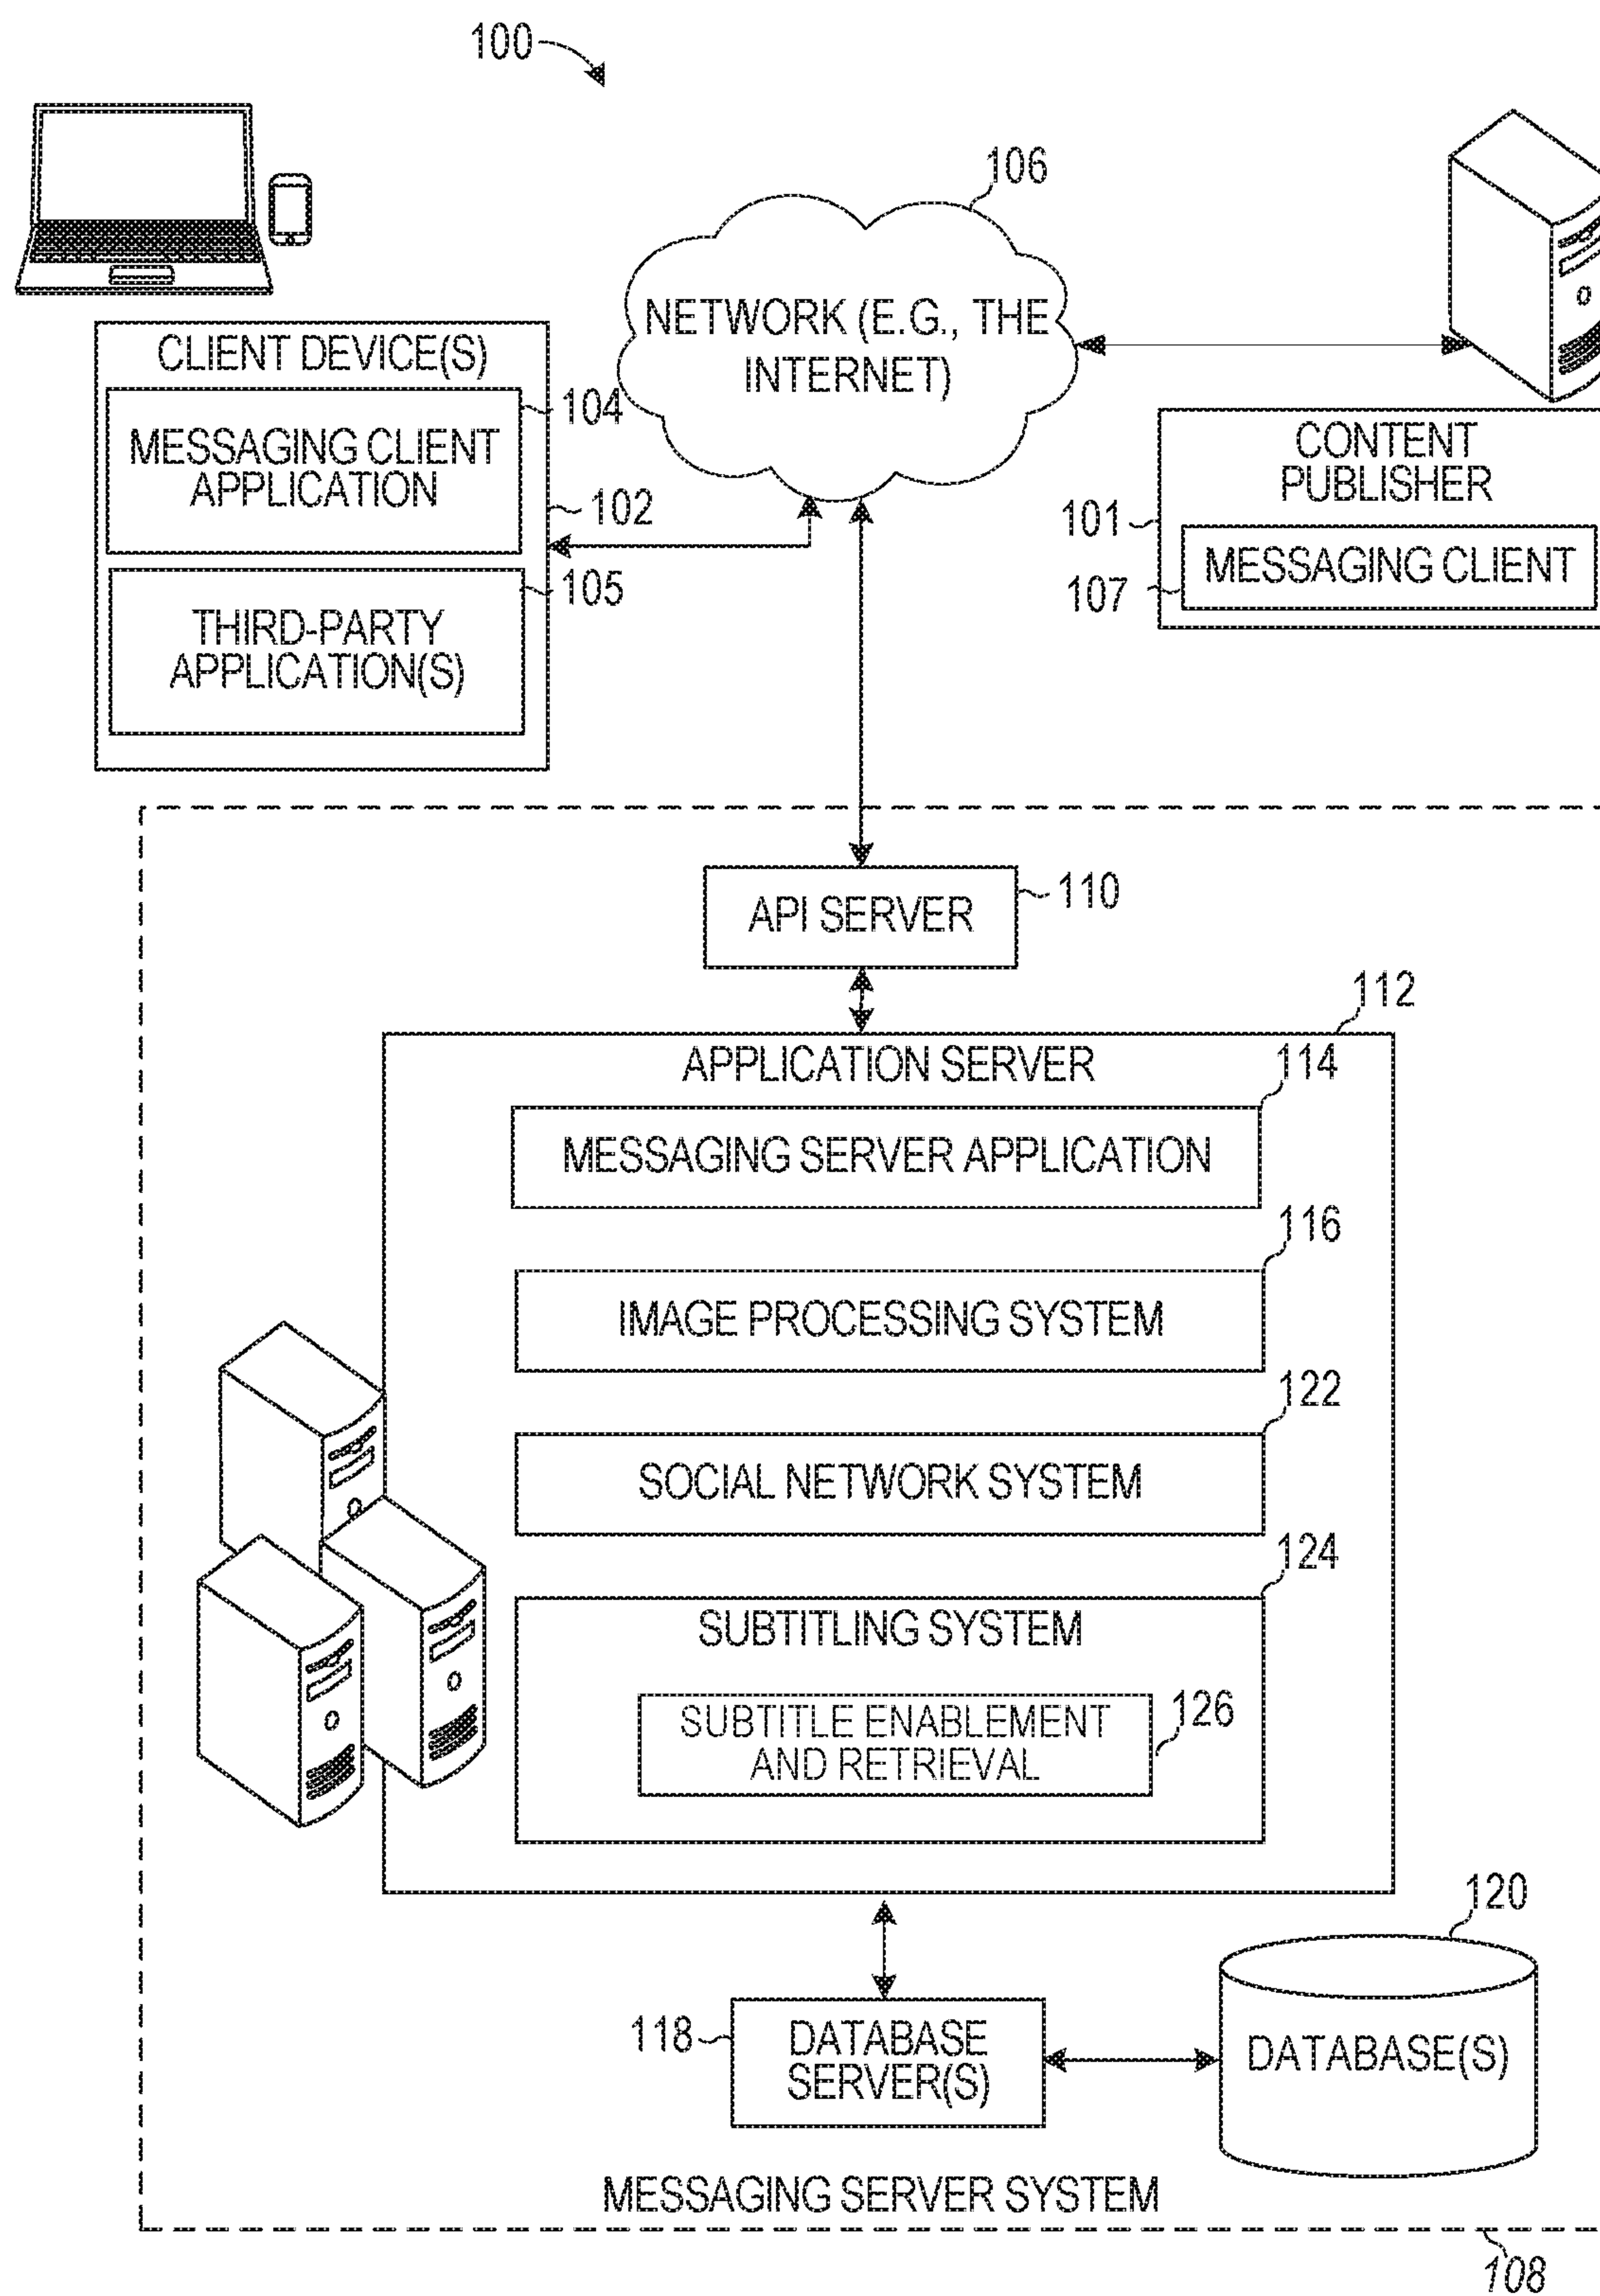 100
106
NETWORK (E.G., THE
INTERNET)
CLIENT DEVICE(S)
104
MESSAGING CLIENT
APPLICATION
102
105
THIRD-PARTY
APPLICATION(S)
CONTENT
PUBLISHER
101
MESSAGING CLIENT
107
API SERVER
110
112
APPLICATION SERVER
114
MESSAGING SERVER APPLICATION
116
IMAGE PROCESSING SYSTEM
122
SOCIAL NETWORK SYSTEM
124
SUBTITLING SYSTEM
SUBTITLE ENABLEMENT
AND RETRIEVAL
126
120
118
DATABASE
SERVER(S)
DATABASE(S)
MESSAGING SERVER SYSTEM
108